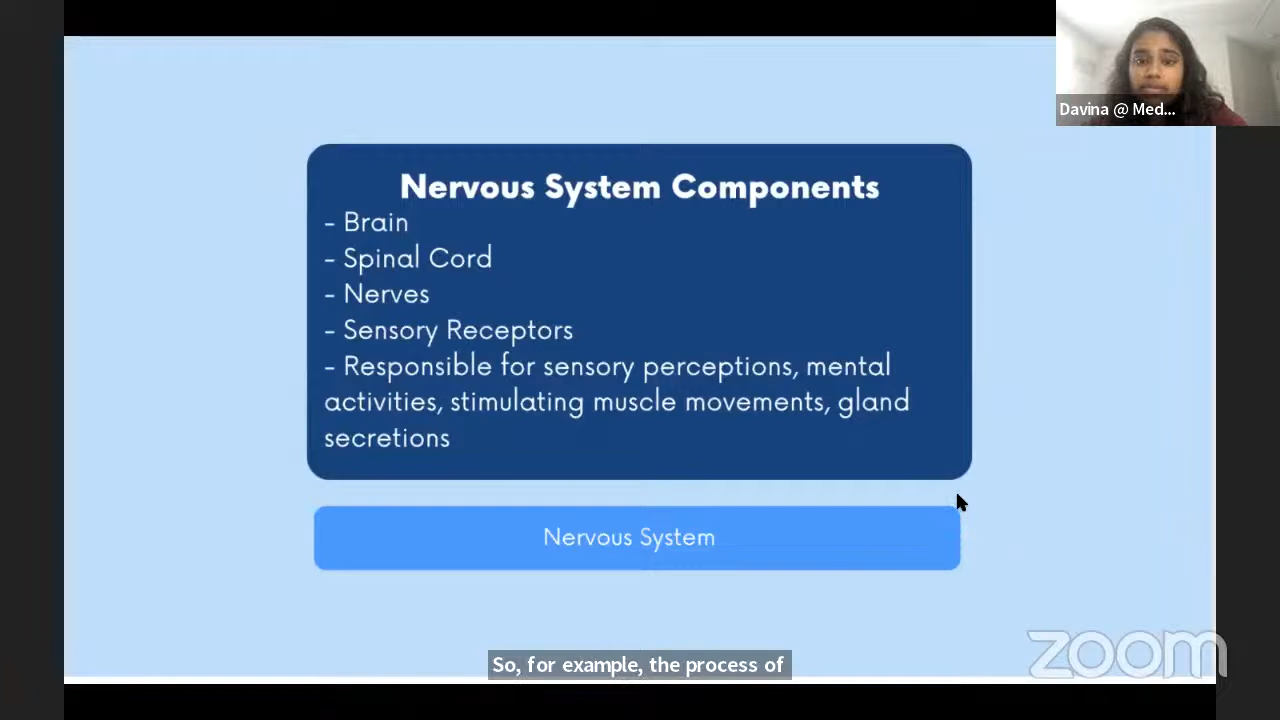 Davina @ Med...
Nervous System Components
- Brain
- Spinal Cord
- Nerves
- Sensory Receptors
- Responsible for sensory perceptions, mental
activities, stimulating muscle movements, gland
secretions
Nervous System
So, for example, the process of
zoom